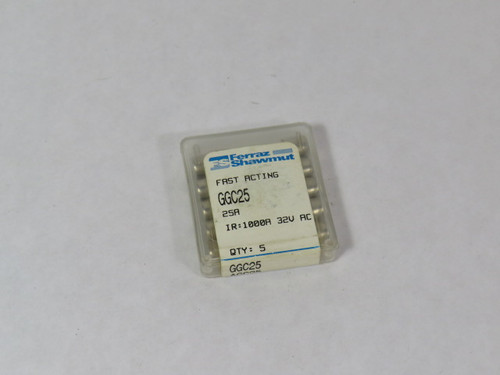 Ferraz
Shawmut
FAST ACTING
GGC25
25A
IR:1000A 32V AC
QTY: 5
GGC25